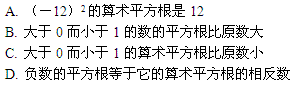 A. （－12）²的算术平方根是 12
B. 大于 0 而小于 1 的数的平方根比原数大
C. 大于 0 而小于 1 的算术平方根比原数小
D. 负数的平方根等于它的算术平方根的相反数